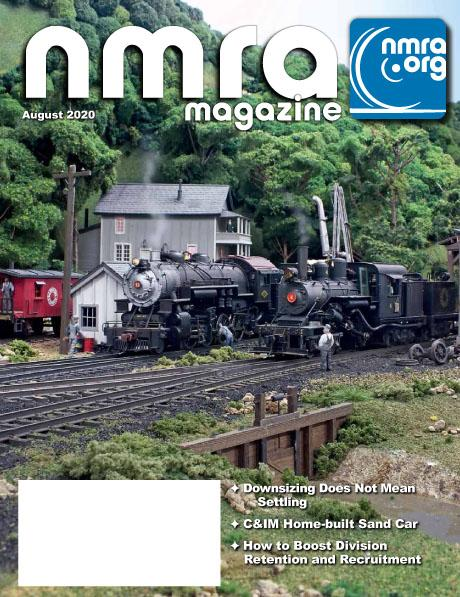 nmra
magazine
August 2020
nmra
.org
✦ Downsizing Does Not Mean
Settling
✦ C&IM Home-built Sand Car
✦ How to Boost Division
Retention and Recruitment